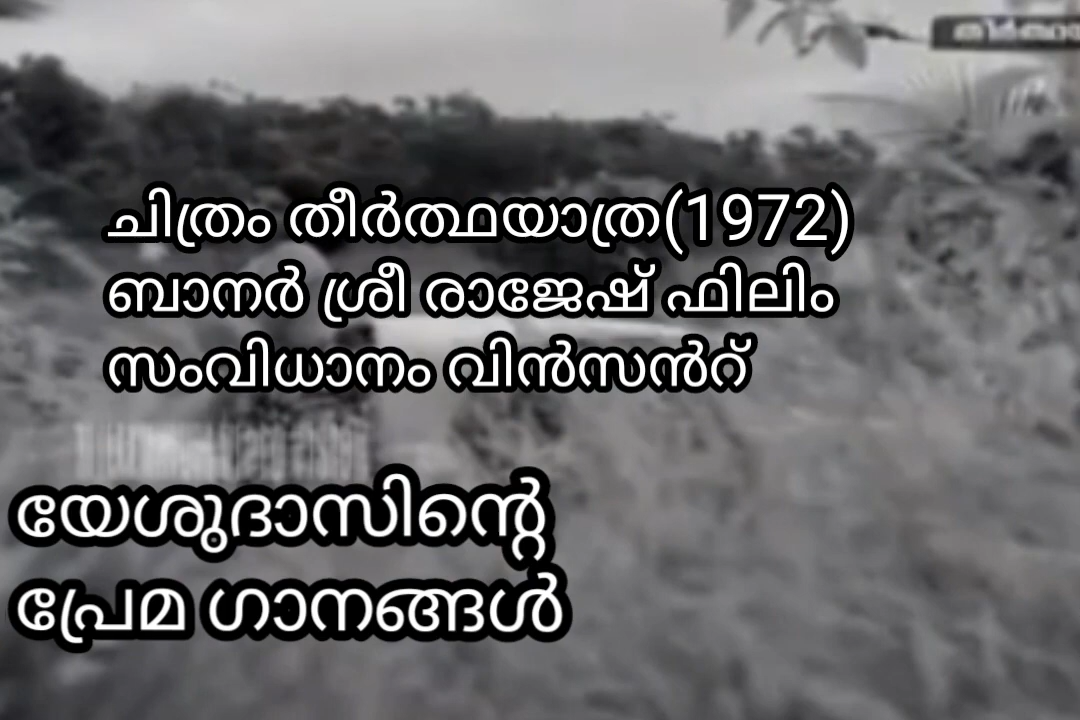 ചിത്രം തീർത്ഥയാത്ര(1972)
ബാനർ ശ്രീ രാജേഷ് ഫിലിം
സംവിധാനം വിൻസൻറ്
യേശുദാസിന്റെ
പ്രേമ ഗാനങ്ങൾ